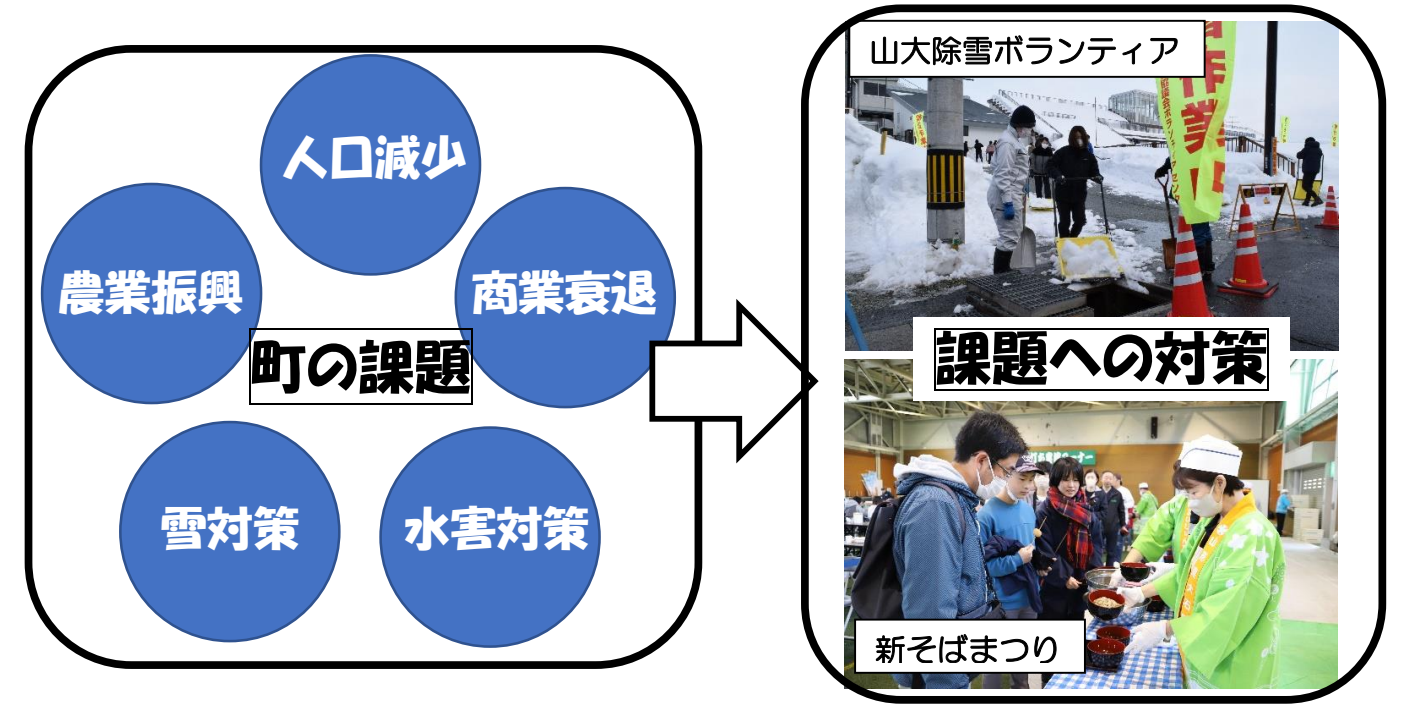 人口減少
農業振興
商業衰退
町の課題
雪対策
水害対策
山大除雪ボランティア
課題への対策
新そばまつり